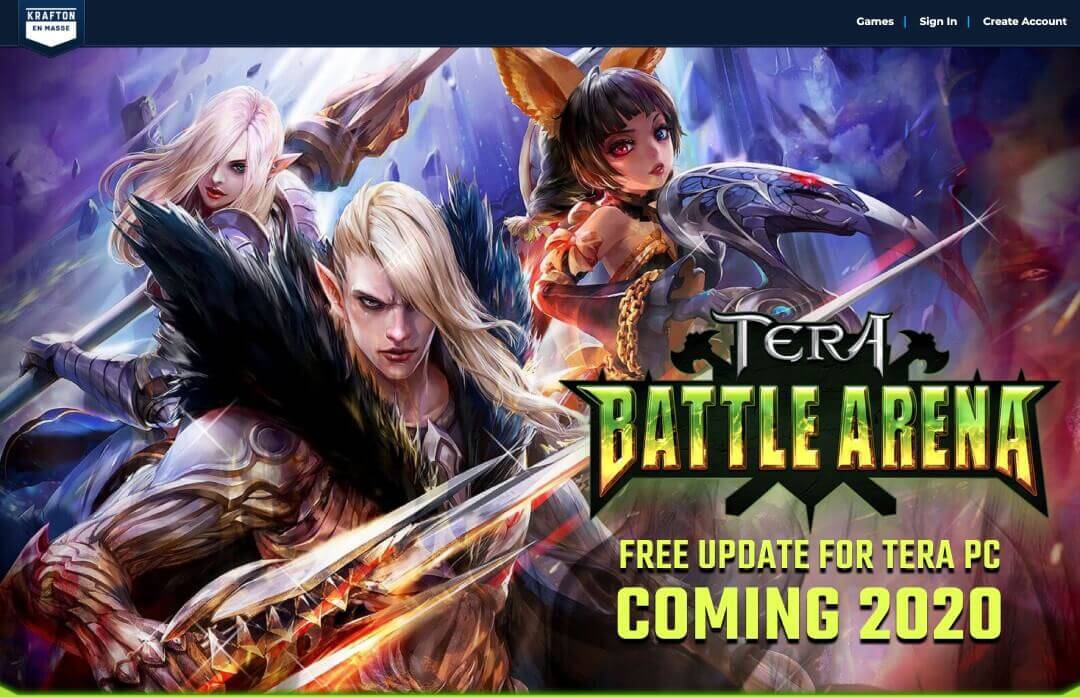 KRAFTON
EN MASSE
Games | Sign In | Create Account
TERA
BATTLE ARENA
FREE UPDATE FOR TERA PC
COMING 2020